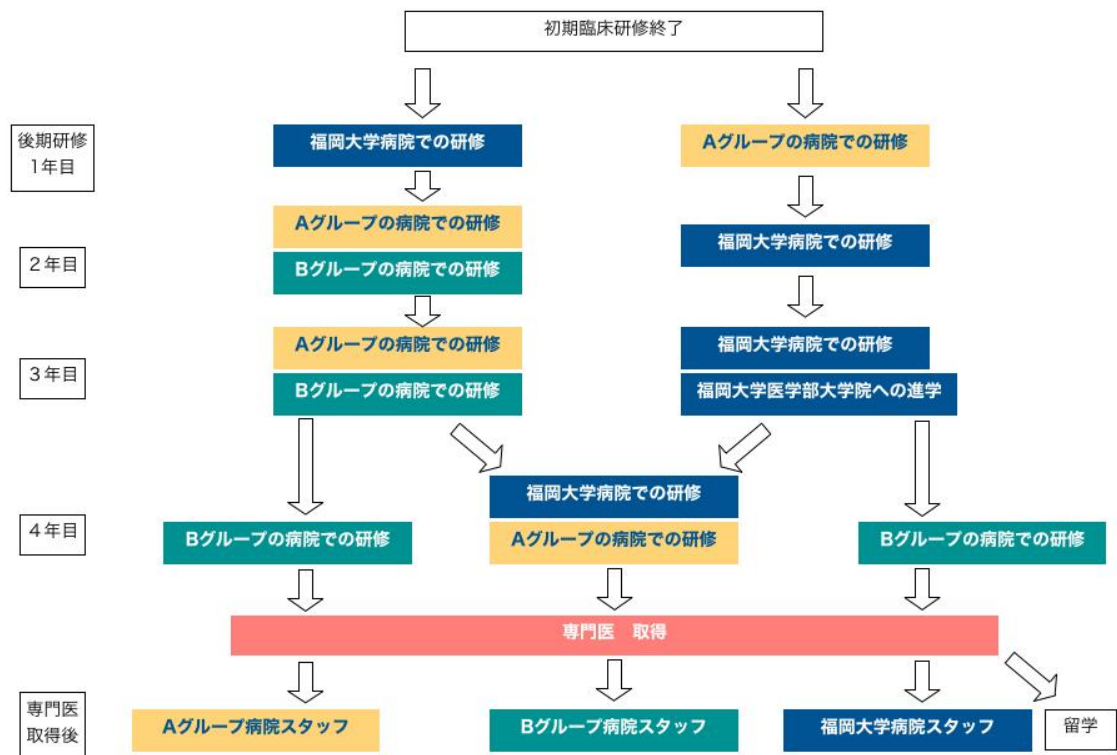 初期臨床研修終了
後期研修
1年目
福岡大学病院での研修
Aグループの病院での研修
2年目
Aグループの病院での研修
Bグループの病院での研修
福岡大学病院での研修
3年目
Aグループの病院での研修
Bグループの病院での研修
福岡大学病院での研修
福岡大学医学部大学院への進学
4年目
Bグループの病院での研修
福岡大学病院での研修
Aグループの病院での研修
Bグループの病院での研修
専門医　取得
専門医
取得後
Aグループ病院スタッフ
Bグループ病院スタッフ
福岡大学病院スタッフ
留学